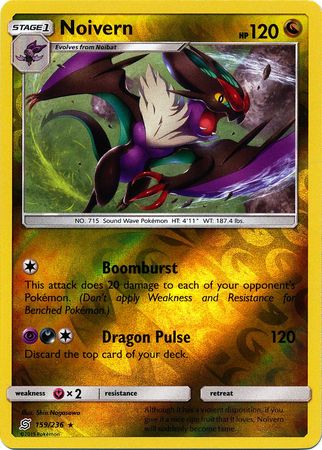 STAGE 1
Noivern
HP 120
Evolves from Noibat
NO. 715 Sound Wave Pokémon HT: 4'11" WT: 187.4 lbs.
Boomburst
This attack does 20 damage to each of your opponent's
Pokémon. (Don't apply Weakness and Resistance for
Benched Pokémon.)
Dragon Pulse 120
Discard the top card of your deck.
weakness × 2 resistance retreat
Illus. Shin Nagasawa
159/236 ★
©2019 Pokémon
Although it has a violent disposition, if you
give it a nice ripe fruit that it loves, Noivern
will suddenly become tame.